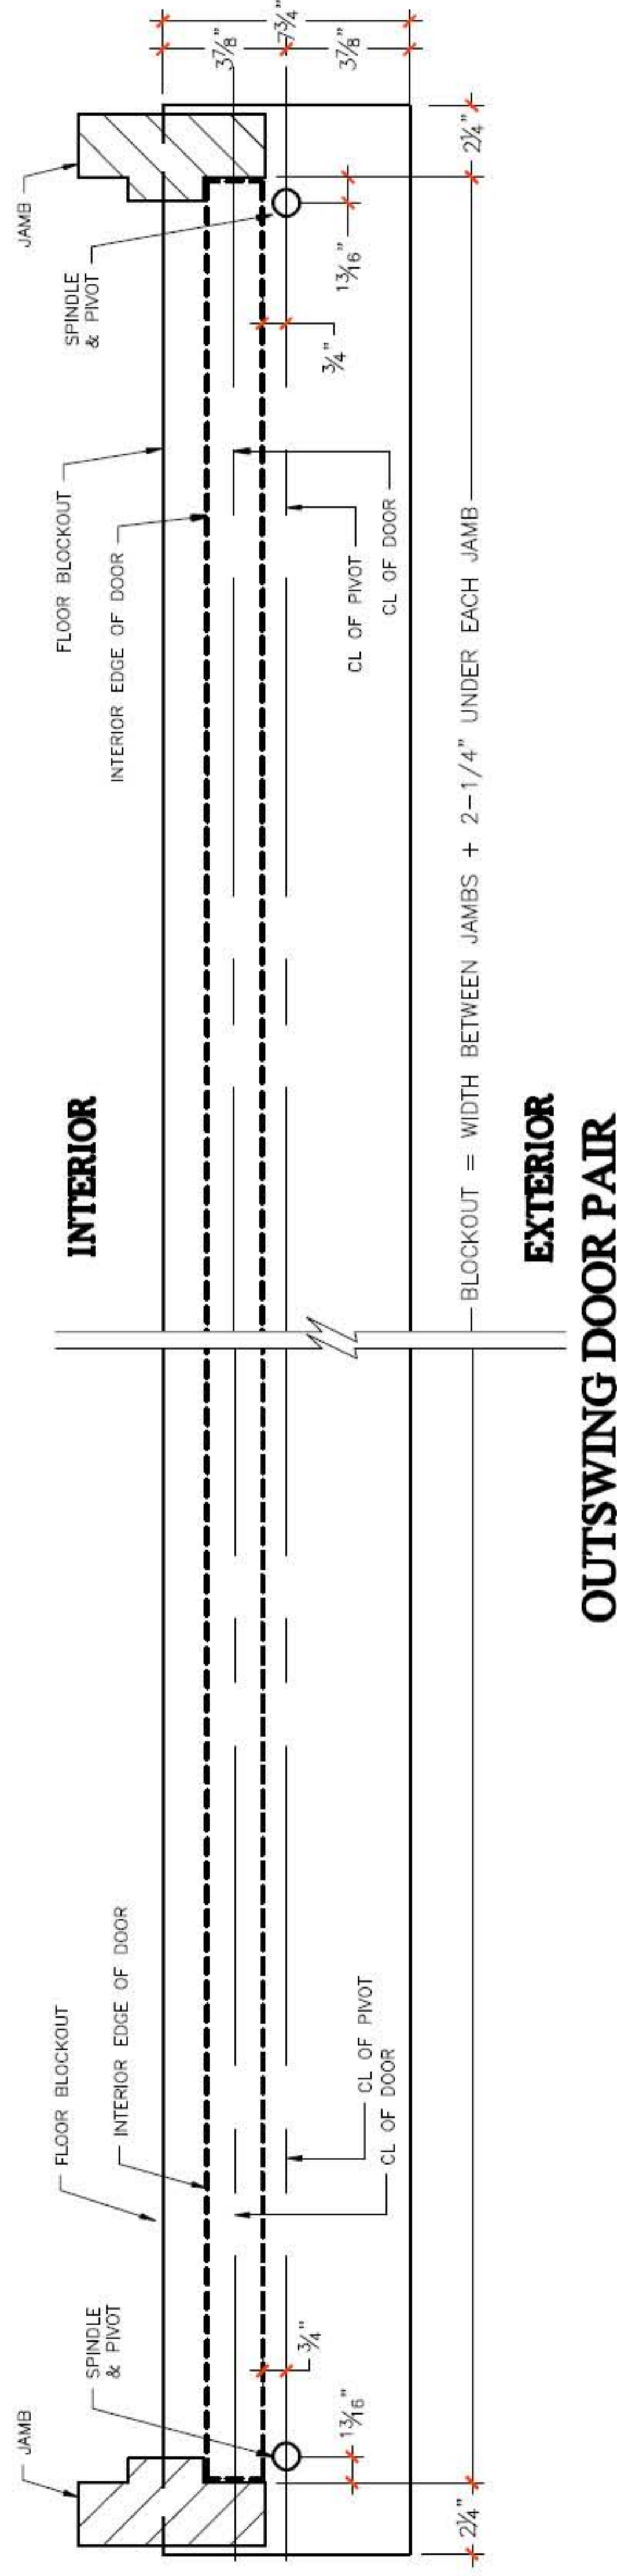 JAMB
JAMB
SPINDLE
& PIVOT
FLOOR BLOCKOUT
INTERIOR EDGE OF DOOR
INTERIOR
FLOOR BLOCKOUT
INTERIOR EDGE OF DOOR
SPINDLE
& PIVOT
3⅞"
7¾"
3⅞"
13/16"
¾"
CL OF PIVOT
CL OF DOOR
CL OF PIVOT
CL OF DOOR
¾"
13/16"
2¼"
BLOCKOUT = WIDTH BETWEEN JAMBS + 2-1/4" UNDER EACH JAMB
2¼"
EXTERIOR
OUTSWING DOOR PAIR